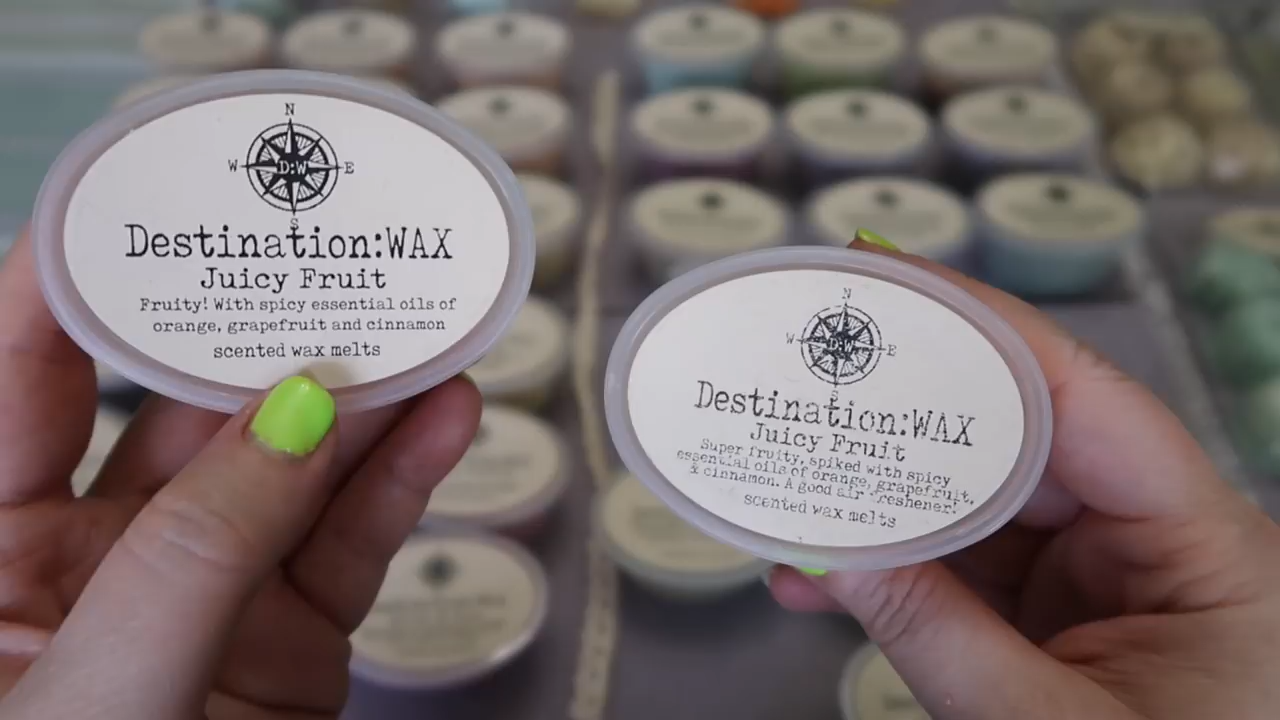 N
W D:W E
S
Destination:WAX
Juicy Fruit
Fruity! With spicy essential oils of
orange, grapefruit and cinnamon
scented wax melts
N
W D:W E
S
Destination:WAX
Juicy Fruit
Super fruity, spiked with spicy
essential oils of orange, grapefruit,
& cinnamon. A good air reshener!
scented wax melts